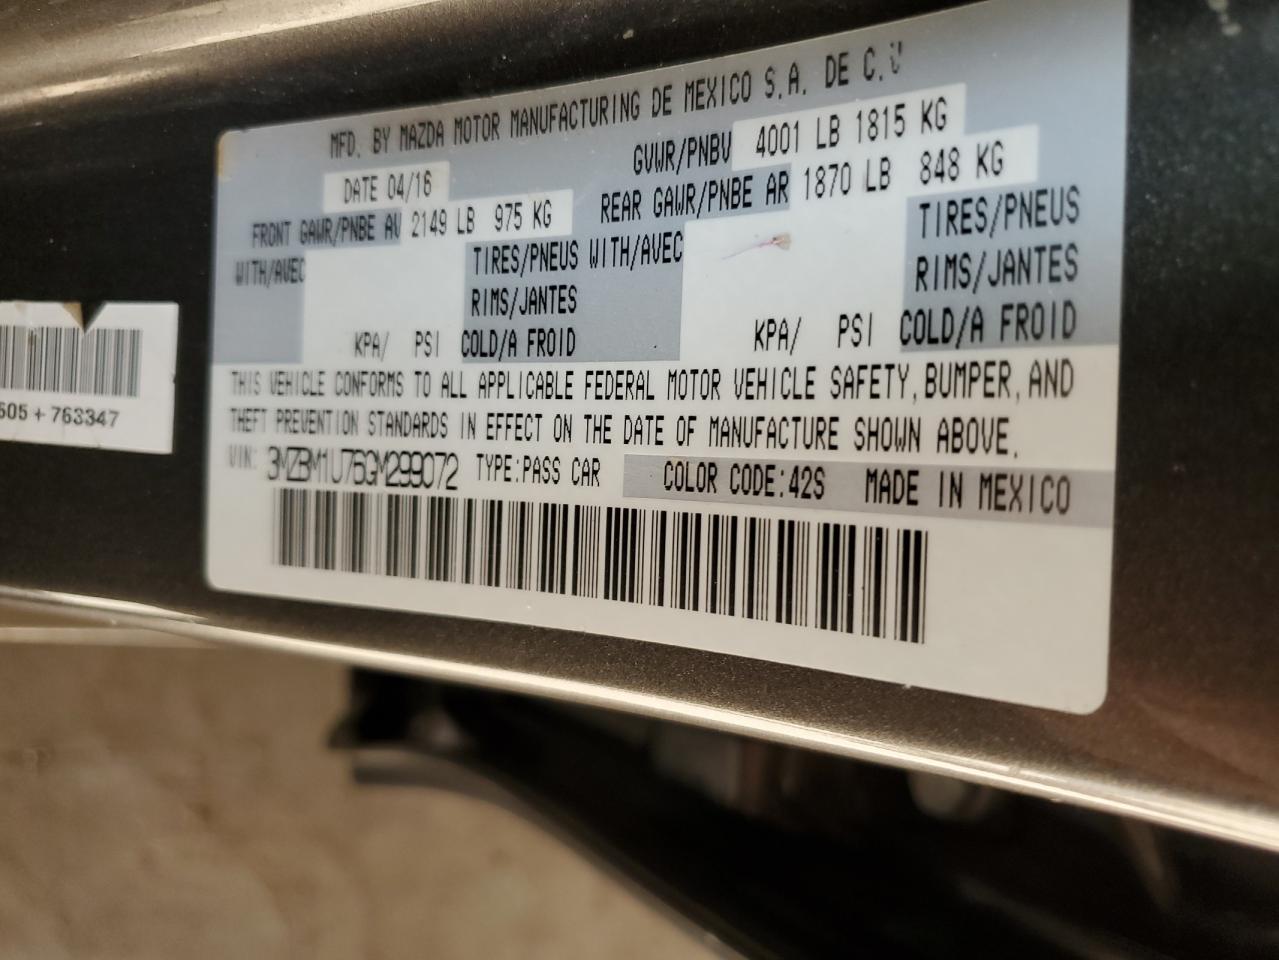 MFD. BY MAZDA MOTOR MANUFACTURING DE MEXICO S.A. DE C.V
DATE 04/16 GVWR/PNBV 4001 LB 1815 KG
FRONT GAWR/PNBE AV 2149 LB 975 KG REAR GAWR/PNBE AR 1870 LB 848 KG
WITH/AVEC TIRES/PNEUS WITH/AVEC TIRES/PNEUS
RIMS/JANTES RIMS/JANTES
KPA/ PSI COLD/A FROID KPA/ PSI COLD/A FROID
THIS VEHICLE CONFORMS TO ALL APPLICABLE FEDERAL MOTOR VEHICLE SAFETY, BUMPER, AND
THEFT PREVENTION STANDARDS IN EFFECT ON THE DATE OF MANUFACTURE SHOWN ABOVE.
VIN: 3MZBM1U76GM299072 TYPE:PASS CAR COLOR CODE:42S MADE IN MEXICO
605 + 763347